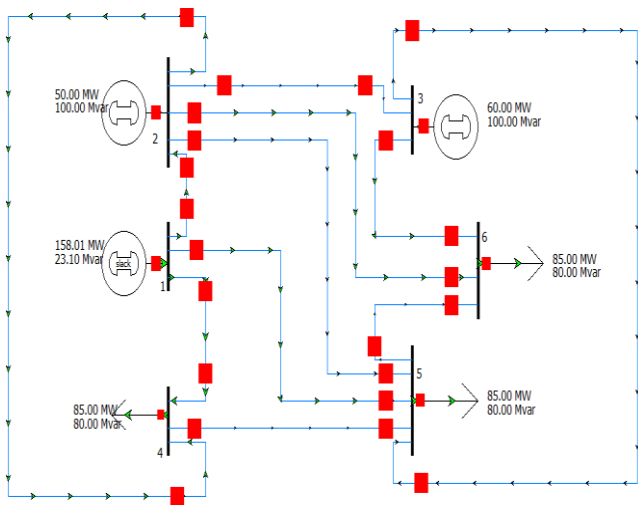 50.00 MW
100.00 Mvar
2
3
60.00 MW
100.00 Mvar
158.01 MW
23.10 Mvar
slack
1
6
85.00 MW
80.00 Mvar
5
85.00 MW
80.00 Mvar
85.00 MW
80.00 Mvar
4